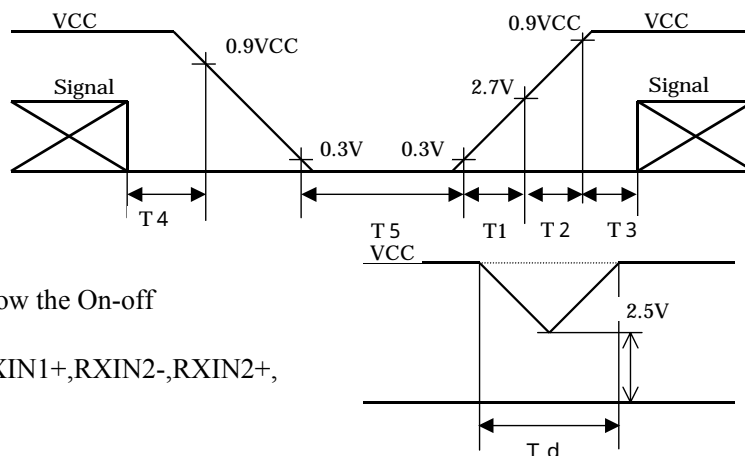 VCC 0.9VCC VCC
0.9VCC
Signal 2.7V Signal
0.3V 0.3V
T4 T5 T1 T2 T3
VCC
ow the On-off
2.5V
XIN1+,RXIN2-,RXIN2+,
Td